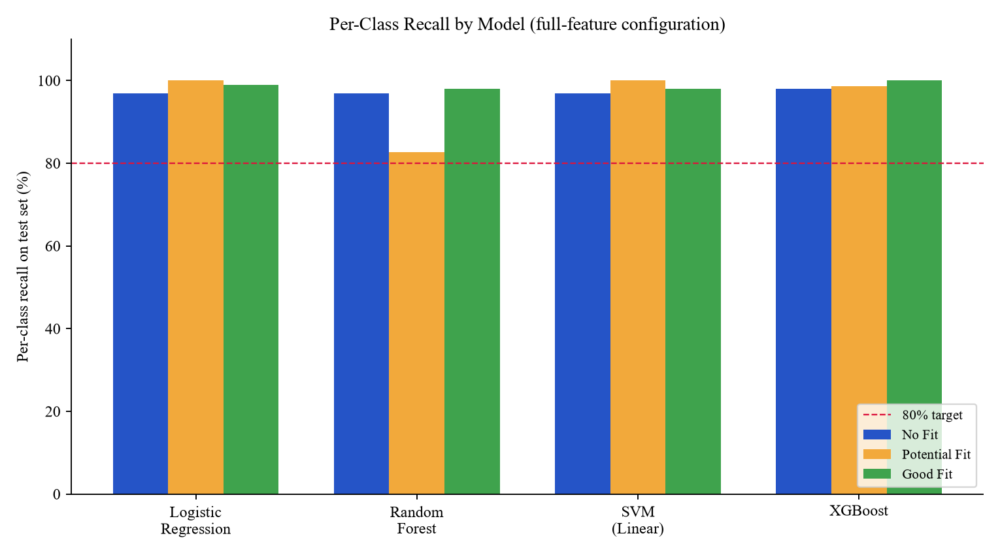 Per-Class Recall by Model (full-feature configuration)
Per-class recall on test set (%)
100
80
60
40
20
0
Logistic
Regression
Random
Forest
SVM
(Linear)
XGBoost
80% target
No Fit
Potential Fit
Good Fit